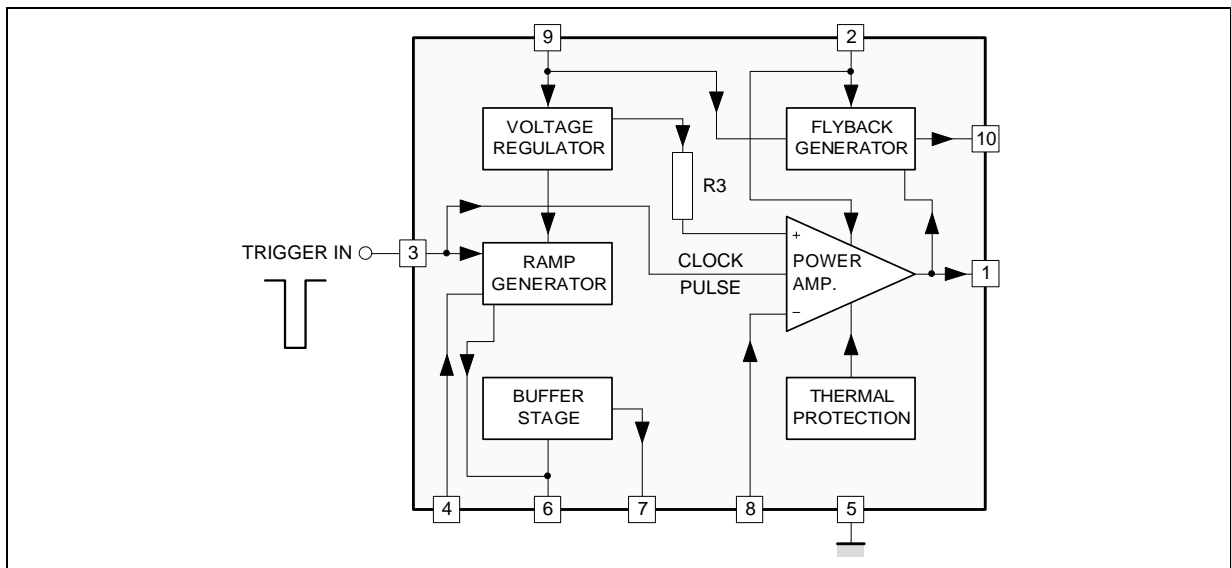 9
2
VOLTAGE
REGULATOR
FLYBACK
GENERATOR
10
R3
TRIGGER IN
3
RAMP
GENERATOR
CLOCK
PULSE
+
POWER
AMP.
−
1
BUFFER
STAGE
THERMAL
PROTECTION
4
6
7
8
5